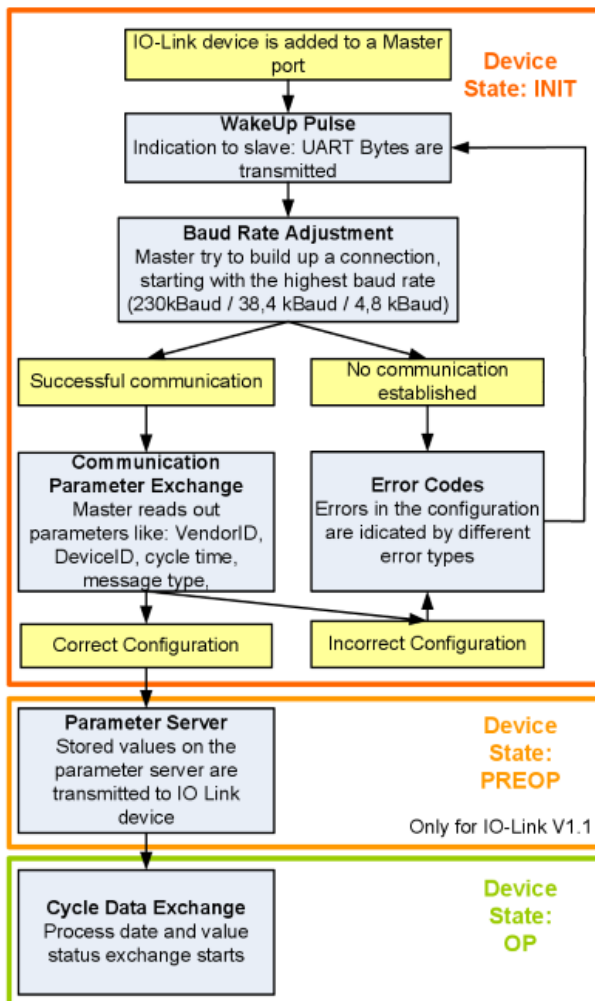 IO-Link device is added to a Master
port
Device
State: INIT
WakeUp Pulse
Indication to slave: UART Bytes are
transmitted
Baud Rate Adjustment
Master try to build up a connection,
starting with the highest baud rate
(230kBaud / 38,4 kBaud / 4,8 kBaud)
Successful communication
No communication
established
Communication
Parameter Exchange
Master reads out
parameters like: VendorID,
DeviceID, cycle time,
message type,
Error Codes
Errors in the configuration
are idicated by different
error types
Correct Configuration
Incorrect Configuration
Parameter Server
Stored values on the
parameter server are
transmitted to IO Link
device
Device
State:
PREOP
Only for IO-Link V1.1
Cycle Data Exchange
Process date and value
status exchange starts
Device
State:
OP